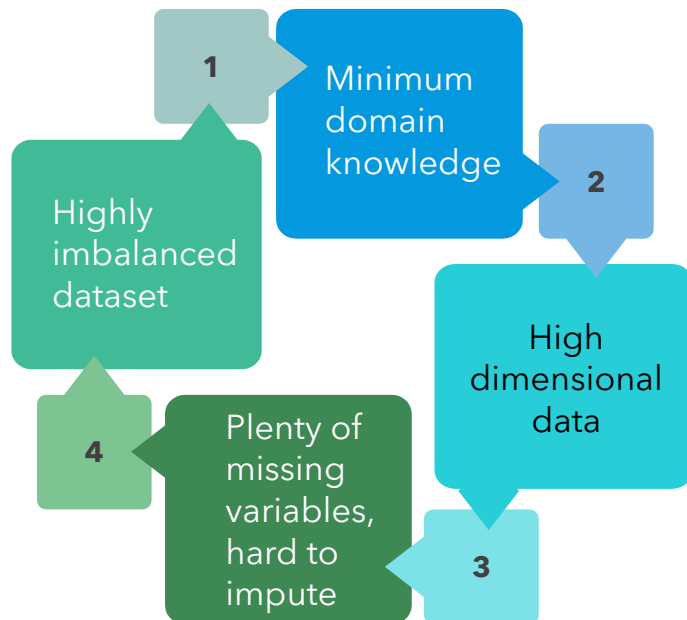 1
Minimum
domain
knowledge
2
High
dimensional
data
3
Plenty of
missing
variables,
hard to
impute
4
Highly
imbalanced
dataset